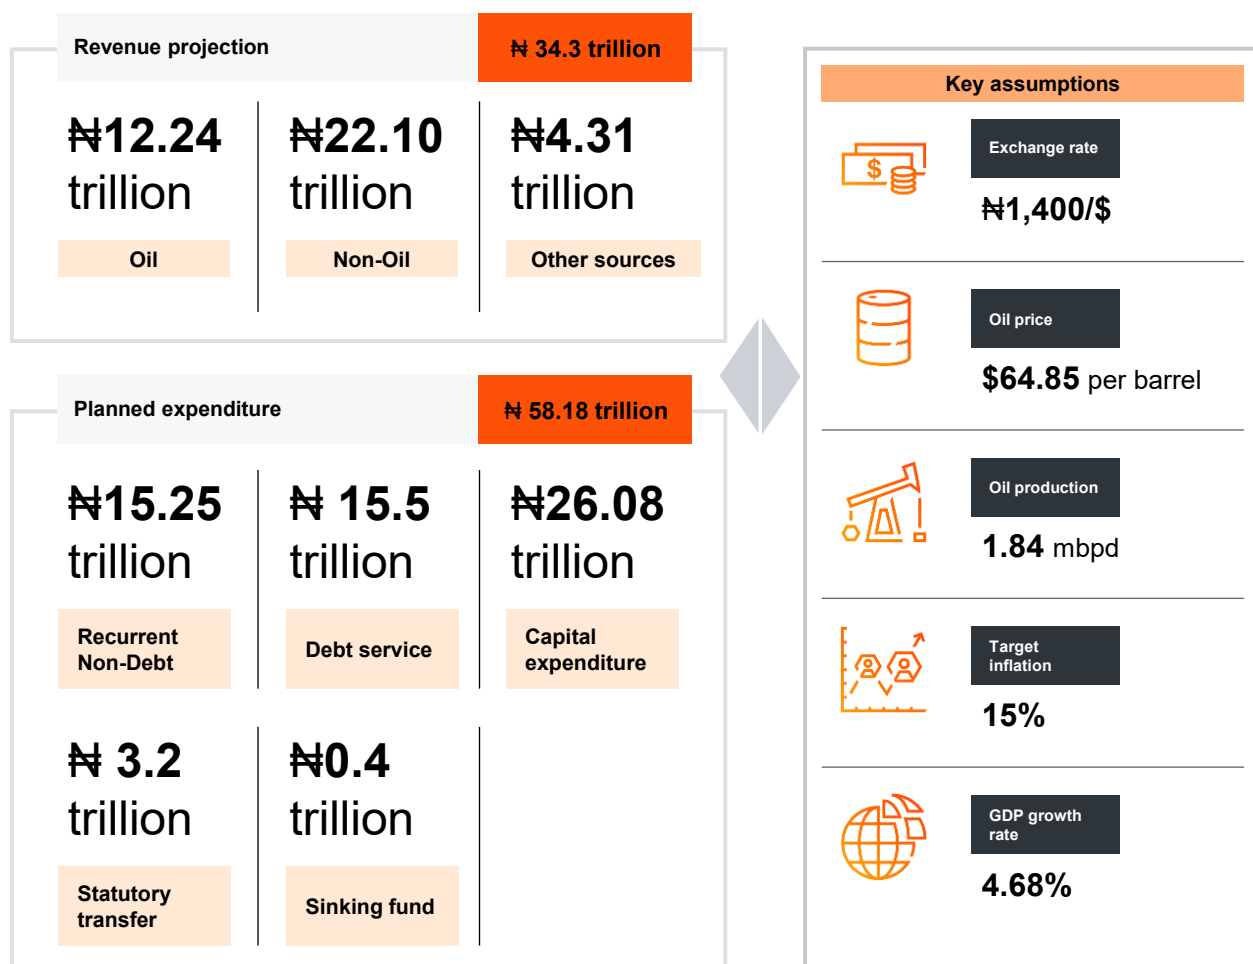 Revenue projection
₦ 34.3 trillion
₦12.24
trillion
Oil
₦22.10
trillion
Non-Oil
₦4.31
trillion
Other sources
Planned expenditure
₦ 58.18 trillion
₦15.25
trillion
Recurrent
Non-Debt
₦ 15.5
trillion
Debt service
₦26.08
trillion
Capital
expenditure
₦ 3.2
trillion
Statutory
transfer
₦0.4
trillion
Sinking fund
Key assumptions
$
Exchange rate
₦1,400/$
Oil price
$64.85 per barrel
Oil production
1.84 mbpd
Target
inflation
15%
GDP growth
rate
4.68%